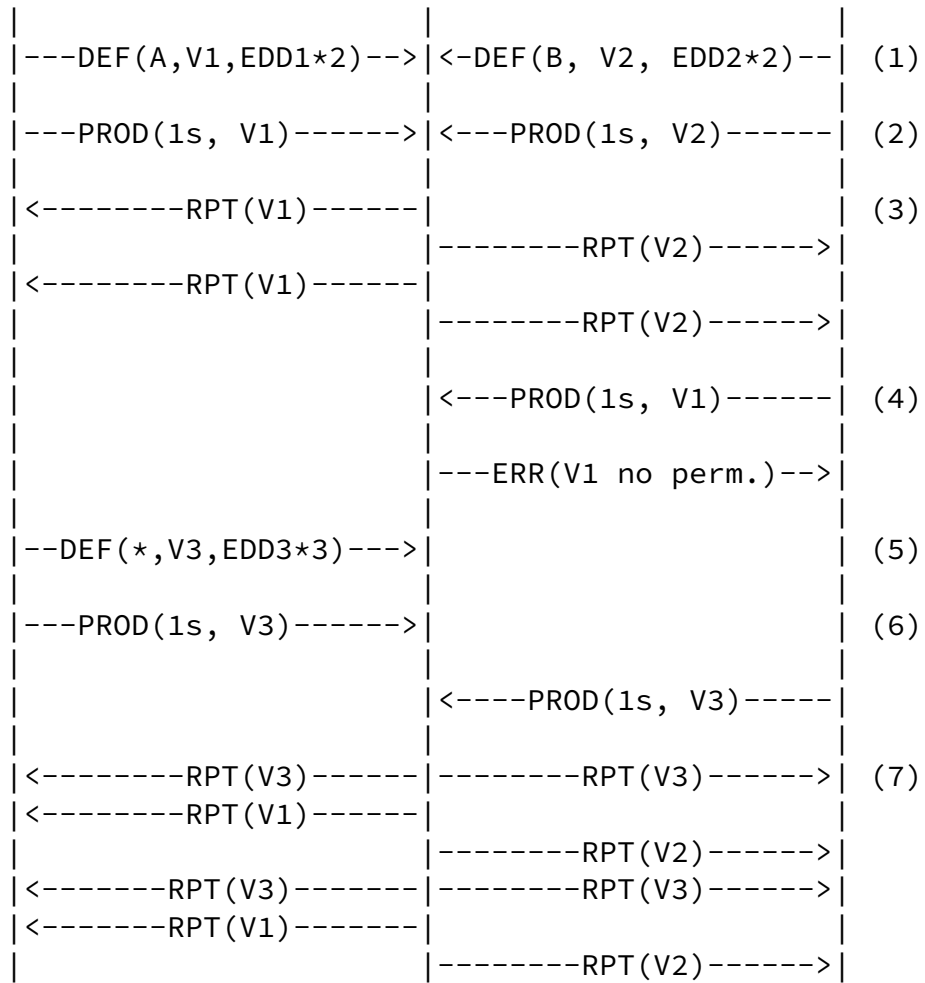 |                      |                      |
|---DEF(A,V1,EDD1*2)-->|<-DEF(B, V2, EDD2*2)--| (1)
|                      |                      |
|---PROD(1s, V1)------>|<---PROD(1s, V2)------| (2)
|                      |                      |
|<--------RPT(V1)------|                      | (3)
|                      |--------RPT(V2)------>|
|<--------RPT(V1)------|                      |
|                      |--------RPT(V2)------>|
|                      |                      |
|                      |<---PROD(1s, V1)------| (4)
|                      |                      |
|                      |---ERR(V1 no perm.)-->|
|                      |                      |
|--DEF(*,V3,EDD3*3)--->|                      | (5)
|                      |                      |
|---PROD(1s, V3)------>|                      | (6)
|                      |                      |
|                      |<----PROD(1s, V3)-----|
|                      |                      |
|<--------RPT(V3)------|--------RPT(V3)------>| (7)
|<--------RPT(V1)------|                      |
|                      |--------RPT(V2)------>|
|<-------RPT(V3)------|--------RPT(V3)------>|
|<-------RPT(V1)-------|                      |
|                      |--------RPT(V2)------>|